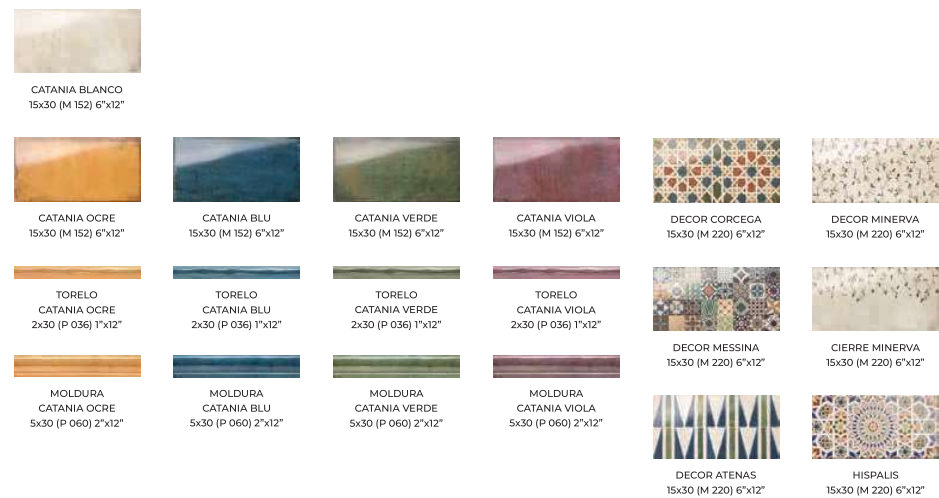 CATANIA BLANCO
15x30 (M 152) 6”x12”
CATANIA OCRE
15x30 (M 152) 6”x12”
CATANIA BLU
15x30 (M 152) 6”x12”
CATANIA VERDE
15x30 (M 152) 6”x12”
CATANIA VIOLA
15x30 (M 152) 6”x12”
DECOR CORCEGA
15x30 (M 220) 6”x12”
DECOR MINERVA
15x30 (M 220) 6”x12”
TORELO
CATANIA OCRE
2x30 (P 036) 1”x12”
TORELO
CATANIA BLU
2x30 (P 036) 1”x12”
TORELO
CATANIA VERDE
2x30 (P 036) 1”x12”
TORELO
CATANIA VIOLA
2x30 (P 036) 1”x12”
DECOR MESSINA
15x30 (M 220) 6”x12”
CIERRE MINERVA
15x30 (M 220) 6”x12”
MOLDURA
CATANIA OCRE
5x30 (P 060) 2”x12”
MOLDURA
CATANIA BLU
5x30 (P 060) 2”x12”
MOLDURA
CATANIA VERDE
5x30 (P 060) 2”x12”
MOLDURA
CATANIA VIOLA
5x30 (P 060) 2”x12”
DECOR ATENAS
15x30 (M 220) 6”x12”
HISPALIS
15x30 (M 220) 6”x12”